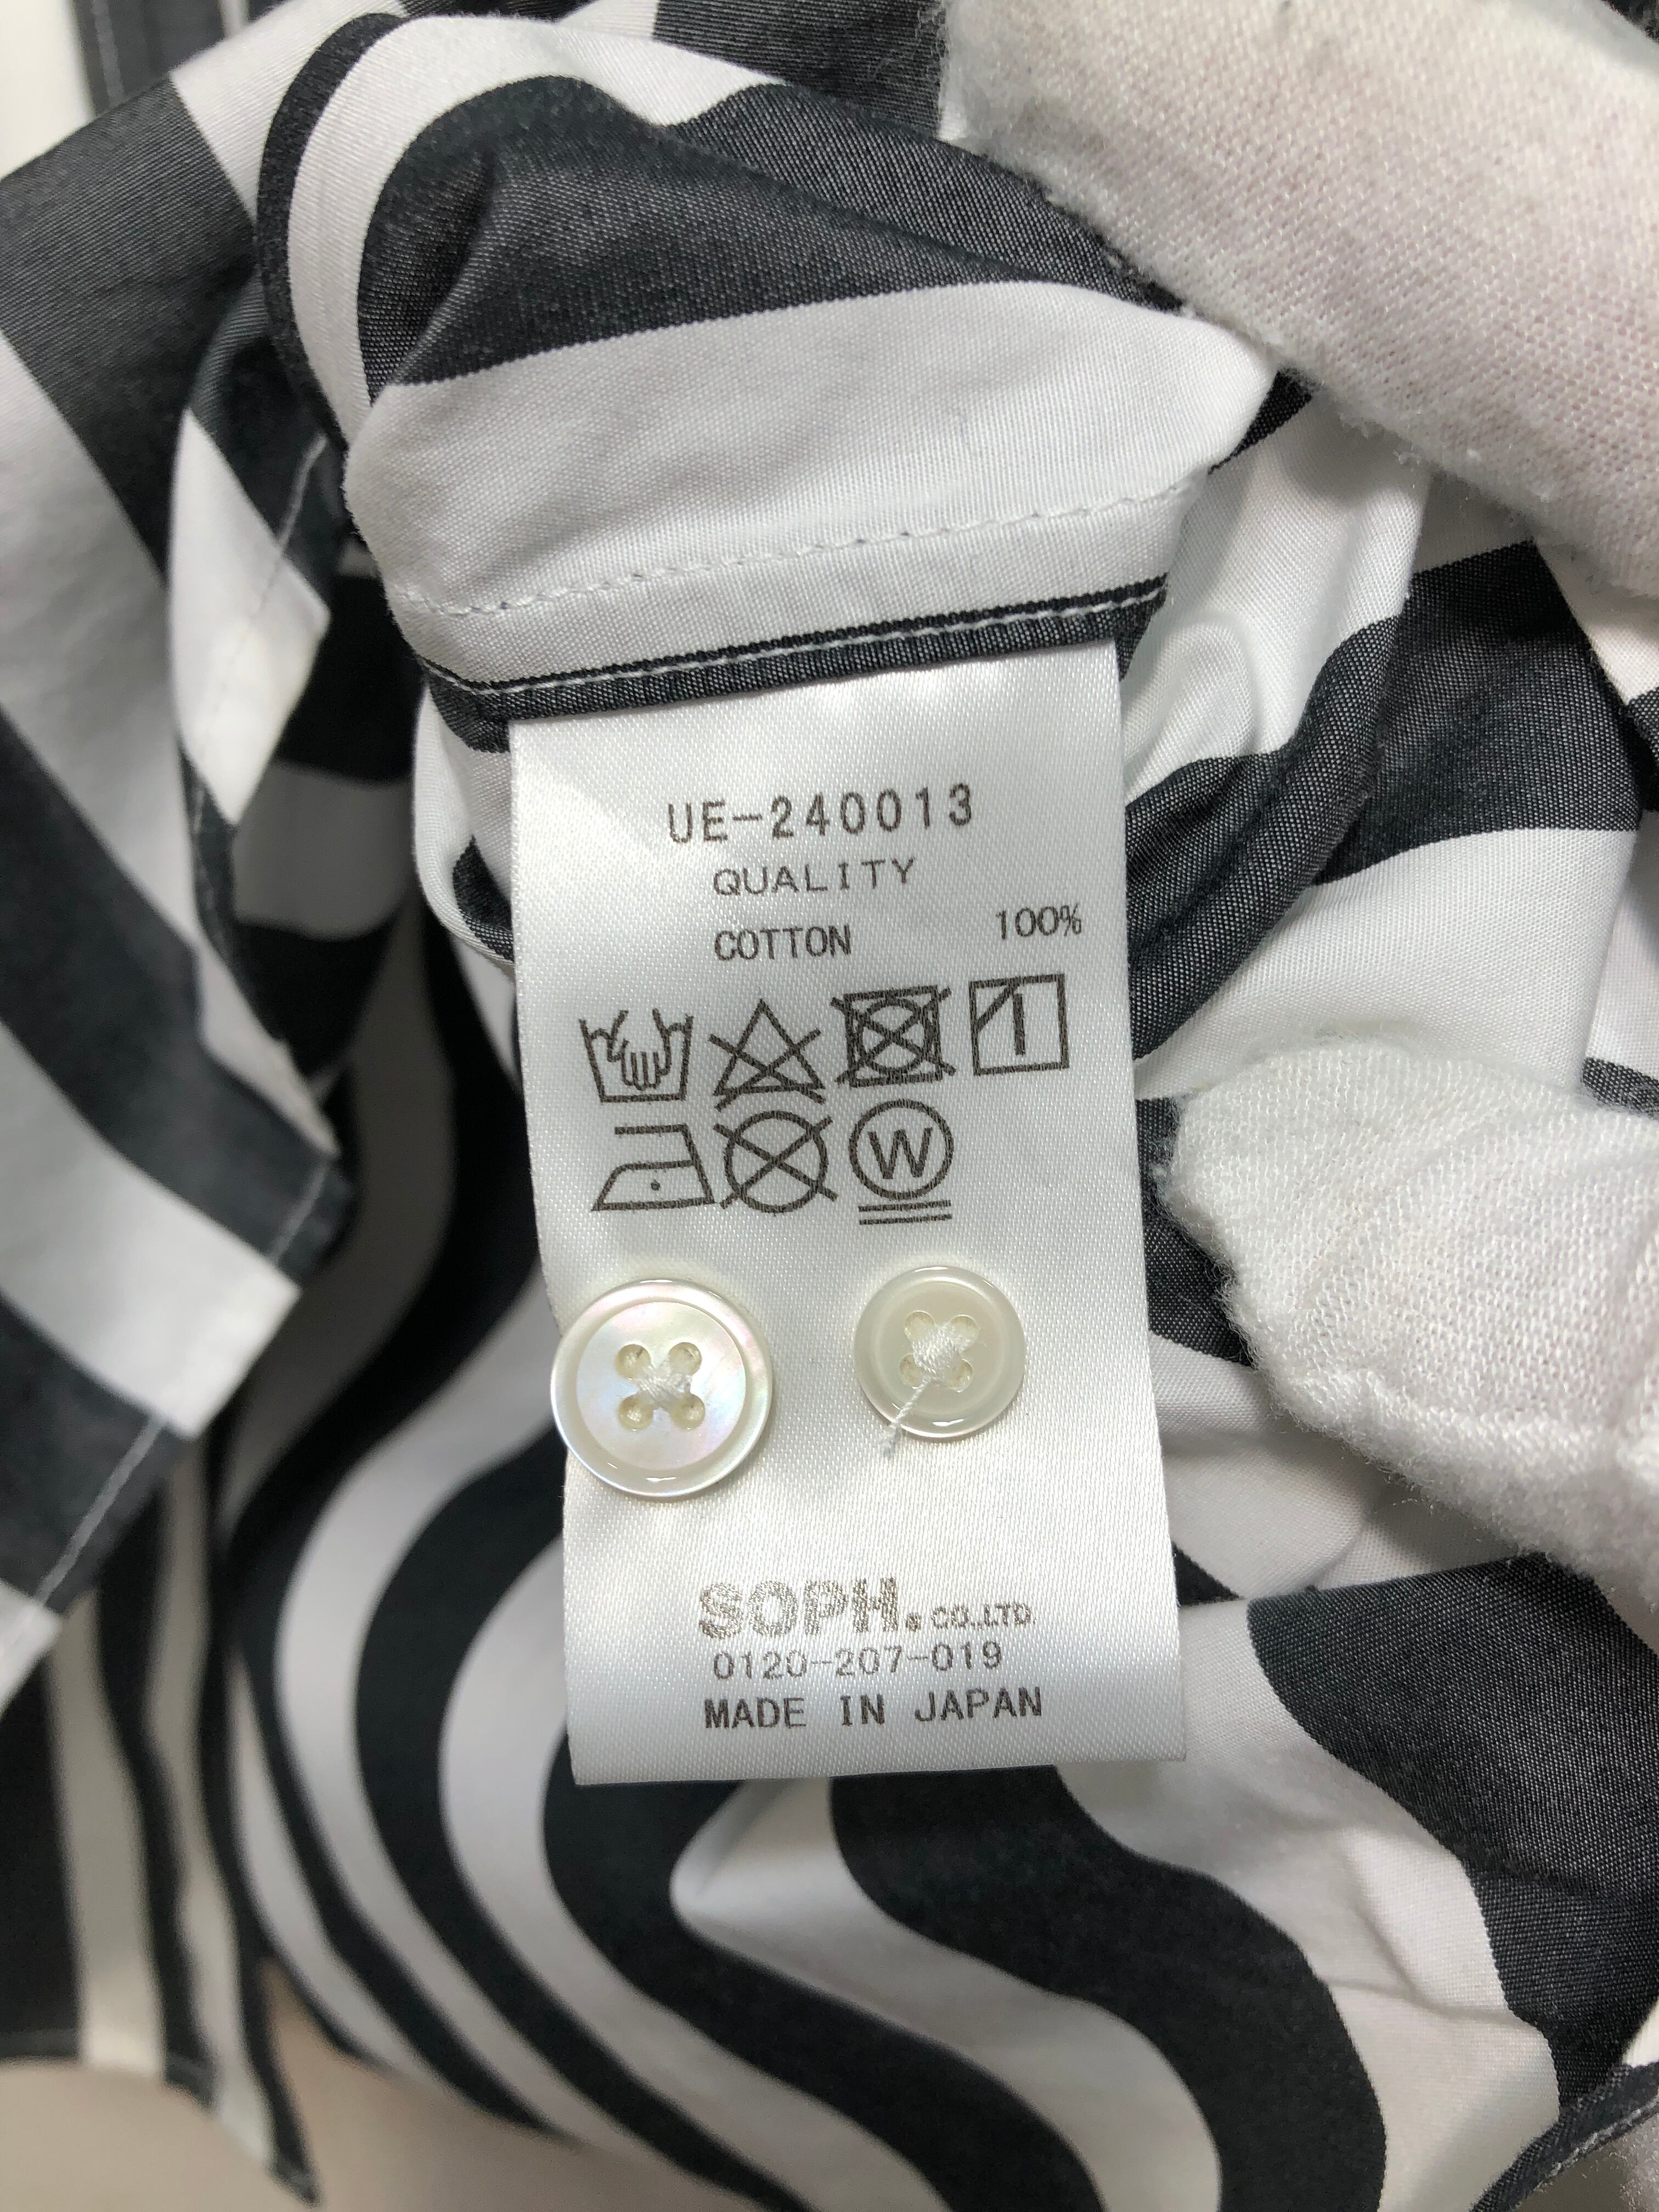 UE-240013
QUALITY
COTTON 100%
W
SOPH. CO.,LTD
0120-207-019
MADE IN JAPAN